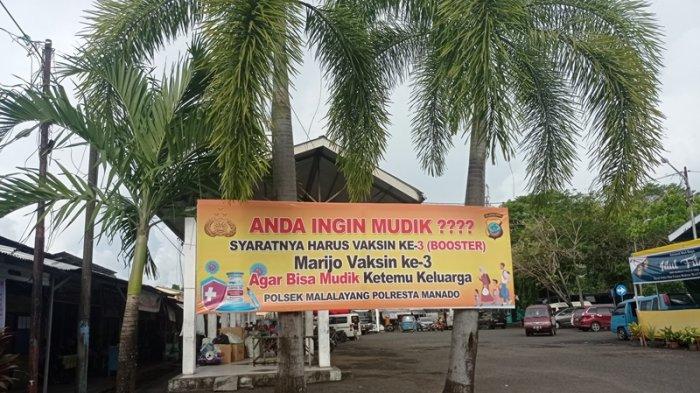 ANDA INGIN MUDIK ????
SYARATNYA HARUS VAKSIN KE-3 (BOOSTER)
Marijo Vaksin ke-3
Agar Bisa Mudik Ketemu Keluarga
POLSEK MALALAYANG POLRESTA MANADO